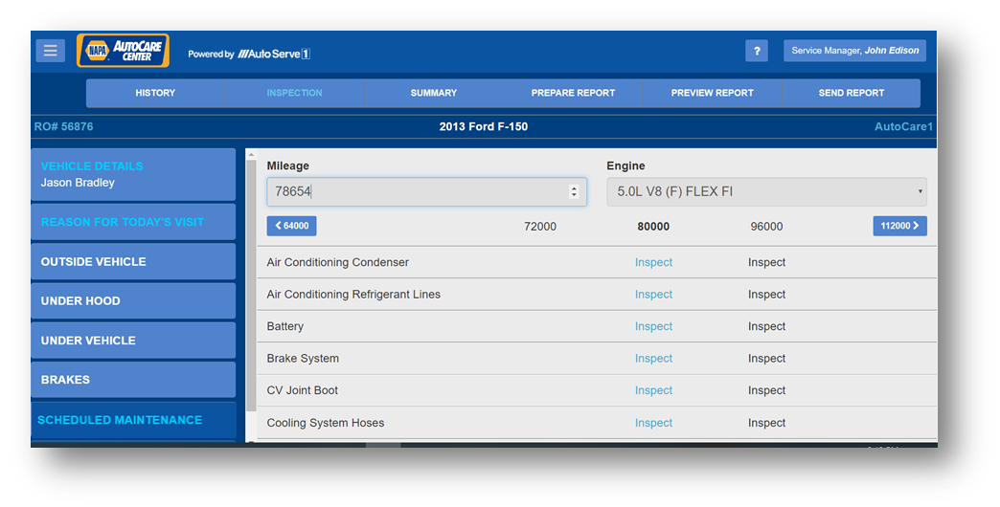 NAPA AUTOCARE CENTER
Powered by AutoServe1
?
Service Manager, John Edison
HISTORY INSPECTION SUMMARY PREPARE REPORT PREVIEW REPORT SEND REPORT
RO# 56876 2013 Ford F-150 AutoCare1
VEHICLE DETAILS
Jason Bradley
REASON FOR TODAY'S VISIT
OUTSIDE VEHICLE
UNDER HOOD
UNDER VEHICLE
BRAKES
SCHEDULED MAINTENANCE
Mileage Engine
78654 5.0L V8 (F) FLEX FI
64000 72000 80000 96000 112000
Air Conditioning Condenser Inspect Inspect
Air Conditioning Refrigerant Lines Inspect Inspect
Battery Inspect Inspect
Brake System Inspect Inspect
CV Joint Boot Inspect Inspect
Cooling System Hoses Inspect Inspect